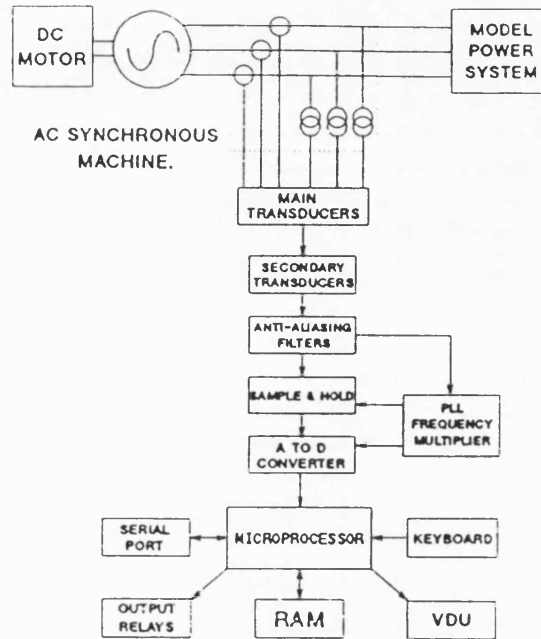 DC
MOTOR
MODEL
POWER
SYSTEM
AC SYNCHRONOUS
MACHINE.
MAIN
TRANSDUCERS
SECONDARY
TRANSDUCERS
ANTI-ALIASING
FILTERS
SAMPLE & HOLD
PLL
FREQUENCY
MULTIPLIER
A TO D
CONVERTER
SERIAL
PORT
MICROPROCESSOR
KEYBOARD
OUTPUT
RELAYS
RAM
VDU